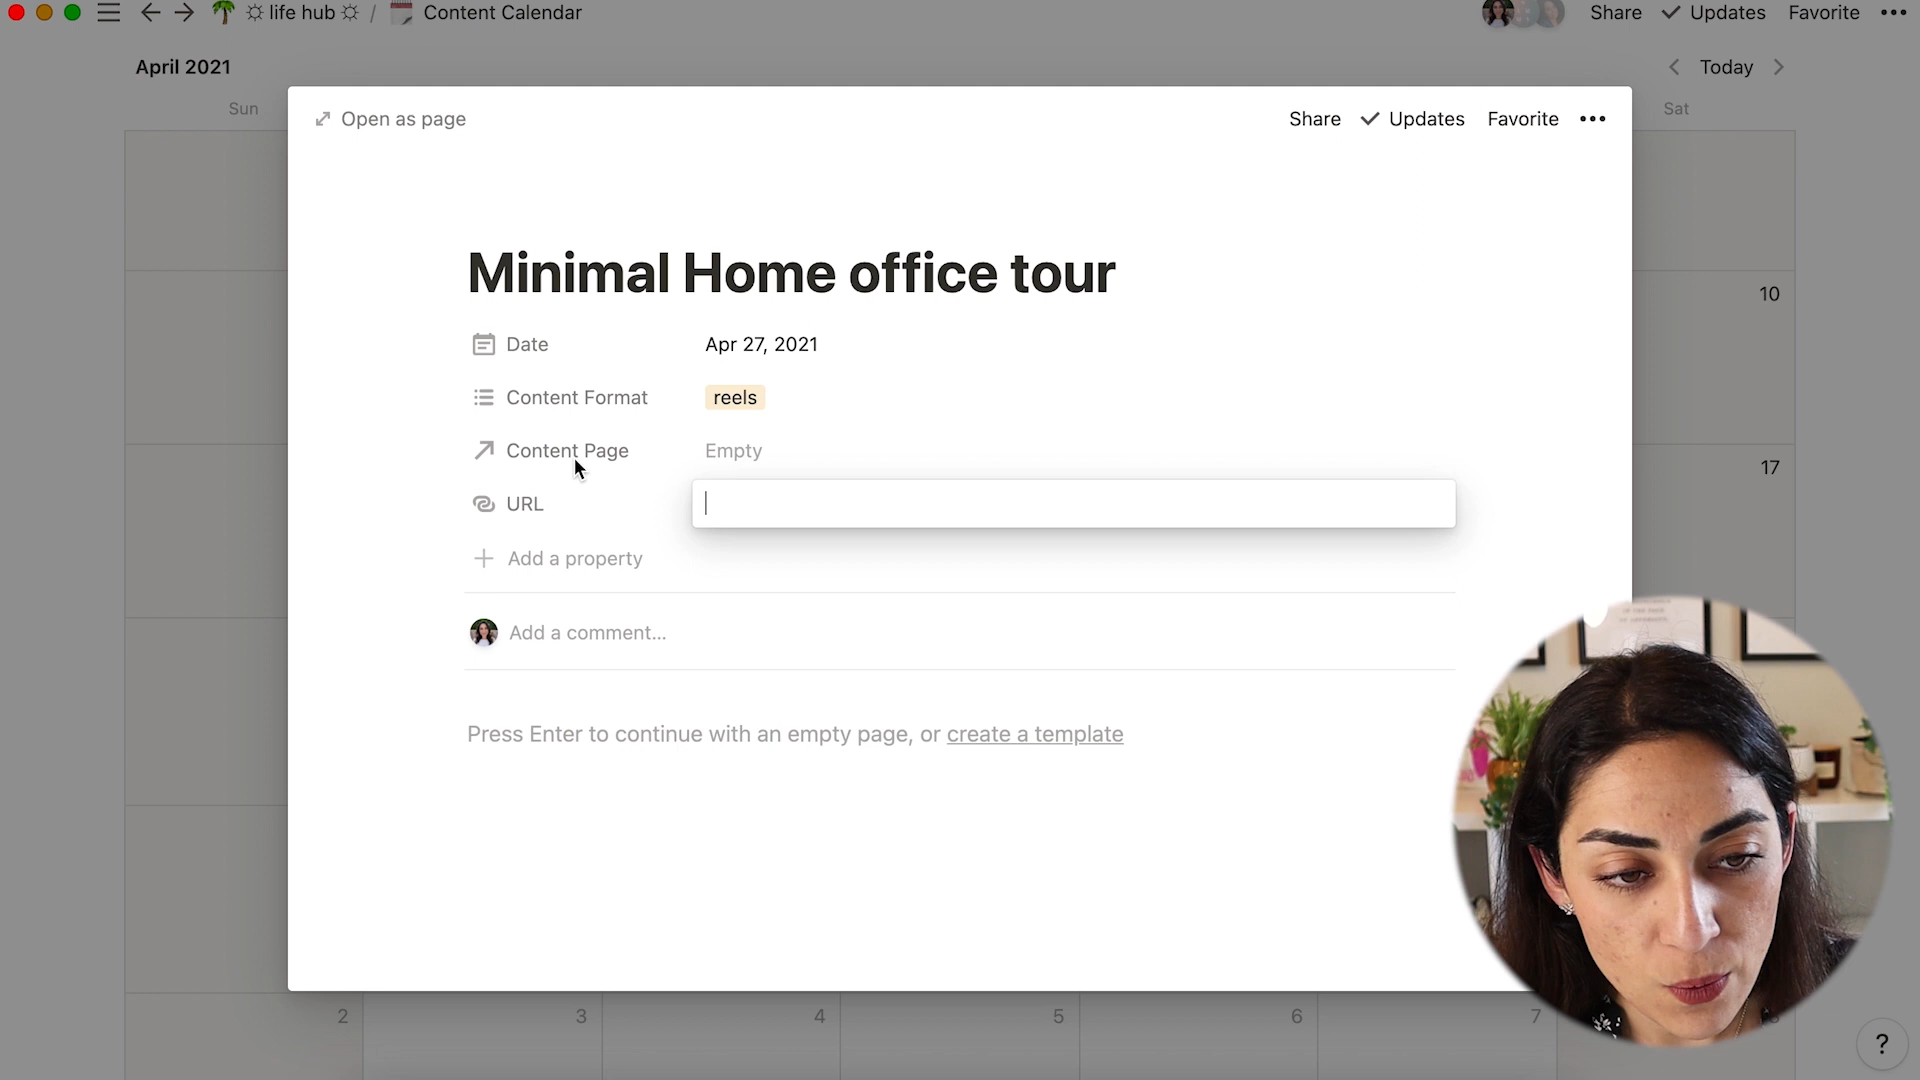 ☼ life hub ☼ / Content Calendar
Share ✓ Updates Favorite •••
April 2021
Today
Sun
Sat
Open as page
Share ✓ Updates Favorite •••
Minimal Home office tour
Date Apr 27, 2021
Content Format reels
Content Page Empty
URL
+ Add a property
Add a comment...
Press Enter to continue with an empty page, or create a template
10
17
2 3 4 5 6 7
?